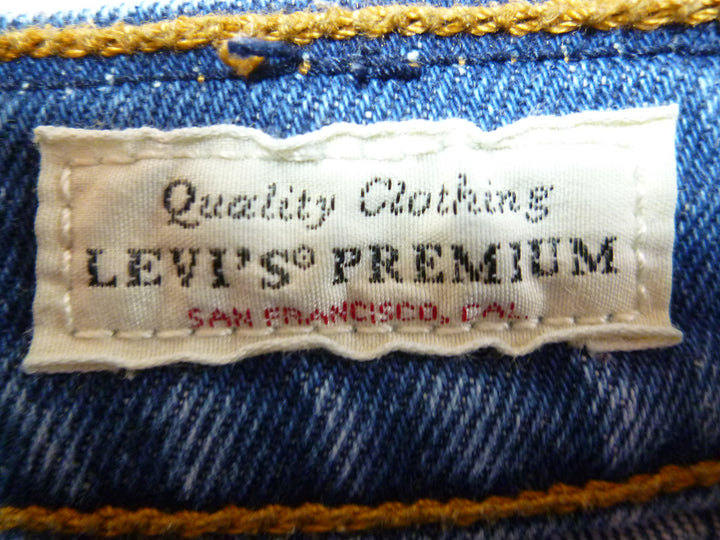 Quality Clothing
LEVI'S® PREMIUM
SAN FRANCISCO, CAL.